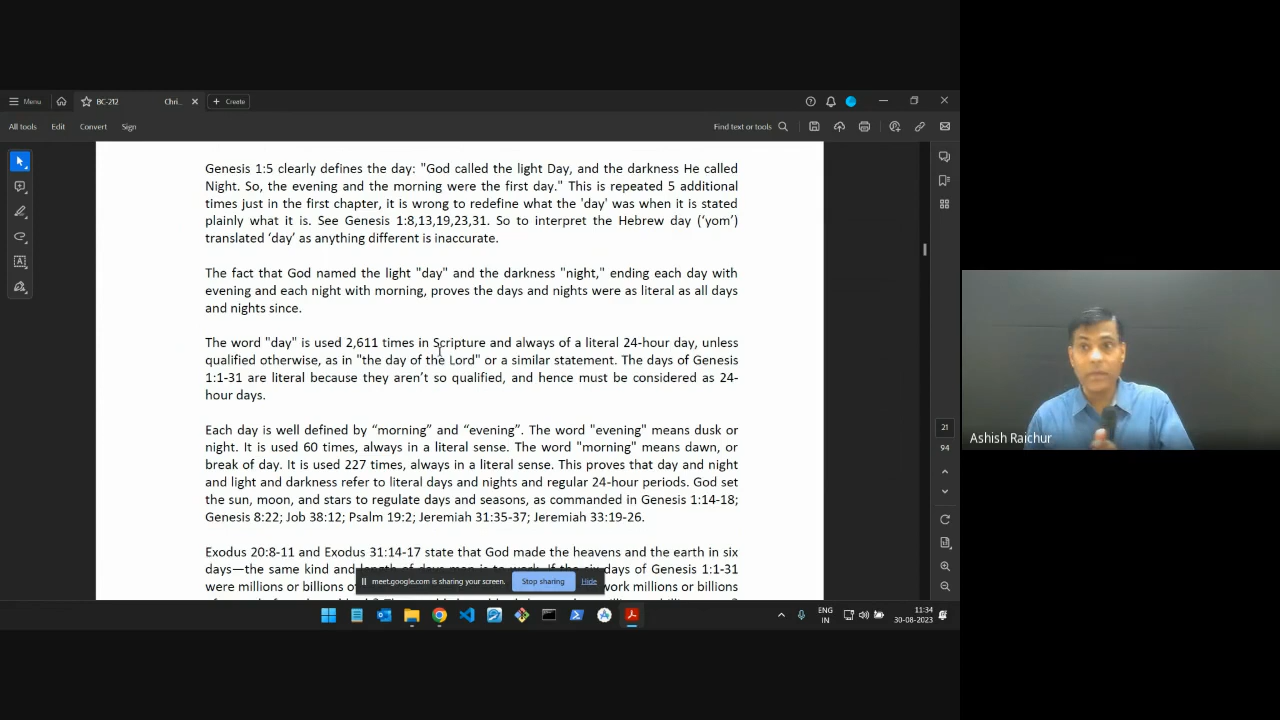 Menu
BC-212
Chri...
Create
All tools
Edit
Convert
Sign
Find text or tools
Genesis 1:5 clearly defines the day: "God called the light Day, and the darkness He called
Night. So, the evening and the morning were the first day." This is repeated 5 additional
times just in the first chapter, it is wrong to redefine what the 'day' was when it is stated
plainly what it is. See Genesis 1:8,13,19,23,31. So to interpret the Hebrew day (‘yom’)
translated ‘day’ as anything different is inaccurate.
The fact that God named the light "day" and the darkness "night," ending each day with
evening and each night with morning, proves the days and nights were as literal as all days
and nights since.
The word "day" is used 2,611 times in Scripture and always of a literal 24-hour day, unless
qualified otherwise, as in "the day of the Lord" or a similar statement. The days of Genesis
1:1-31 are literal because they aren’t so qualified, and hence must be considered as 24-
hour days.
Each day is well defined by “morning” and “evening”. The word "evening" means dusk or
night. It is used 60 times, always in a literal sense. The word "morning" means dawn, or
break of day. It is used 227 times, always in a literal sense. This proves that day and night
and light and darkness refer to literal days and nights and regular 24-hour periods. God set
the sun, moon, and stars to regulate days and seasons, as commanded in Genesis 1:14-18;
Genesis 8:22; Job 38:12; Psalm 19:2; Jeremiah 31:35-37; Jeremiah 33:19-26.
Exodus 20:8-11 and Exodus 31:14-17 state that God made the heavens and the earth in six
days—the same kind and length of days man is to work. If the six days of Genesis 1:1-31
were millions or billions of work millions or billions
21
94
meet.google.com is sharing your screen.
Stop sharing
Hide
Ashish Raichur
ENG
IN
11:34
30-08-2023